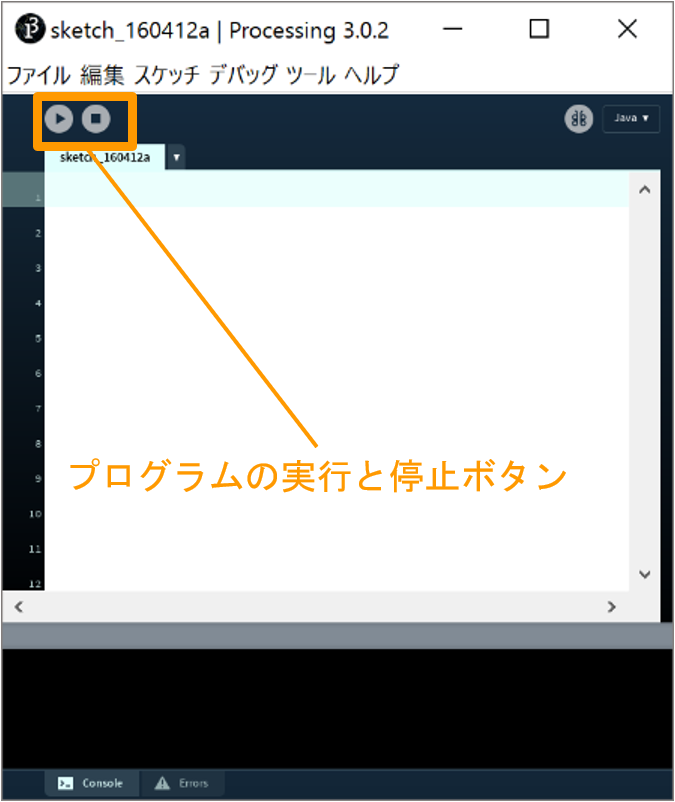 sketch_160412a | Processing 3.0.2
ファイル 編集 スケッチ デバッグ ツール ヘルプ
Java ▼
sketch_160412a ▼
1
2
3
4
5
6
7
8
9
プログラムの実行と停止ボタン
10
11
12
Console Errors